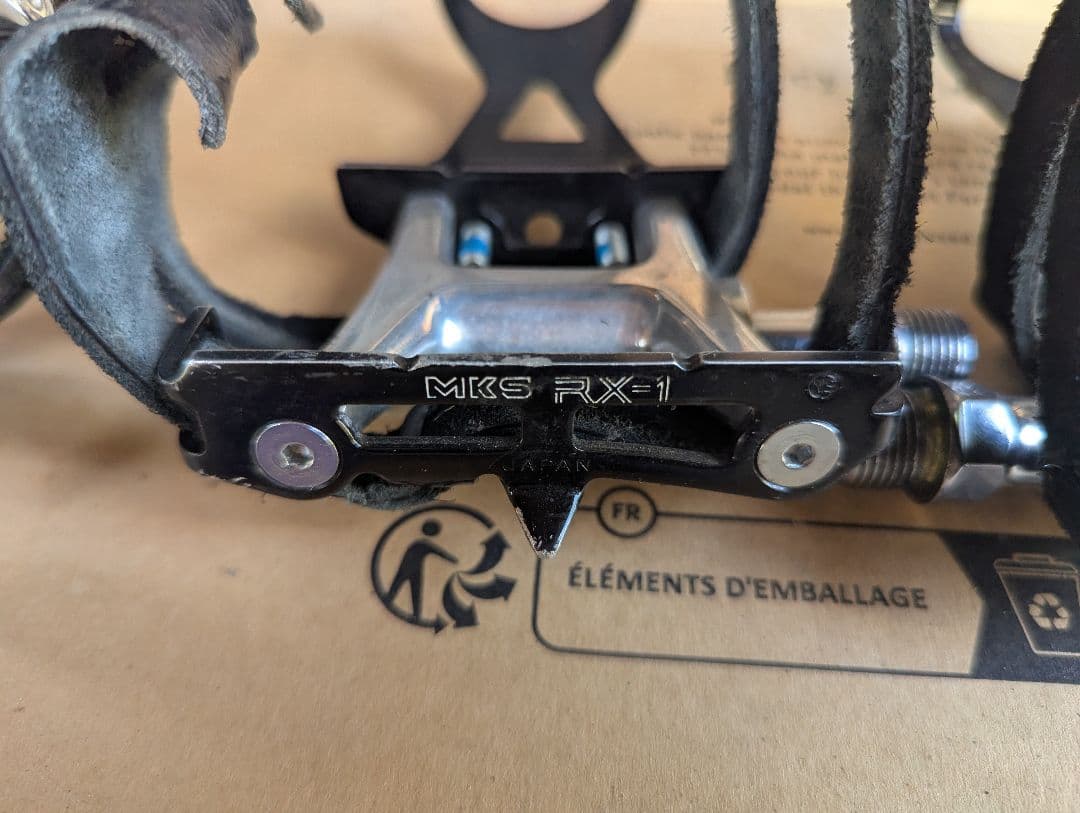 MKS RX-1
JAPAN
FR
ÉLÉMENTS D'EMBALLAGE